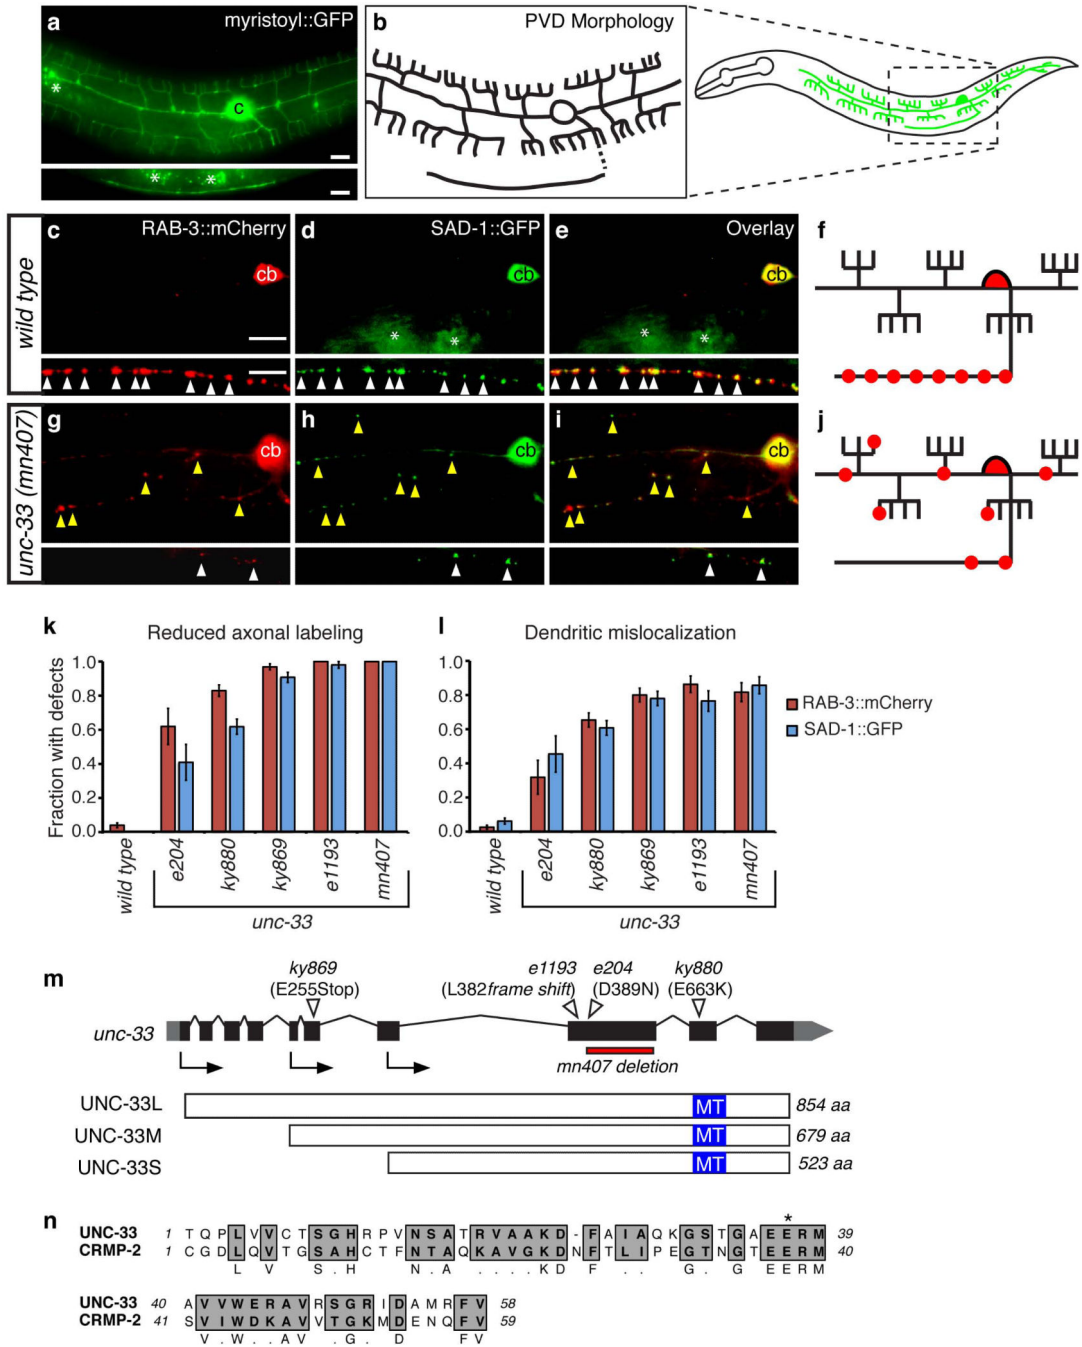 a myristoyl::GFP
b PVD Morphology
c
* * *
wild type
c RAB-3::mCherry
d SAD-1::GFP
e Overlay
f
cb cb cb
* * * *
unc-33 (mn407)
g h i j
cb cb cb
k Reduced axonal labeling
Fraction with defects
1.0
0.8
0.6
0.4
0.2
0.0
wild type e204 ky880 ky869 e1193 mn407
unc-33
l Dendritic mislocalization
1.0
0.8
0.6
0.4
0.2
0.0
wild type e204 ky880 ky869 e1193 mn407
unc-33
RAB-3::mCherry
SAD-1::GFP
m
ky869 e1193 e204 ky880
(E255Stop) (L382frame shift) (D389N) (E663K)
unc-33
mn407 deletion
UNC-33L MT 854 aa
UNC-33M MT 679 aa
UNC-33S MT 523 aa
n
*
UNC-33 1 T Q P L V V C T S G H R P V N S A T R V A A K D - F A I A Q K G S T G A E E R M 39
CRMP-2 1 C G D L Q V T G S A H C T F N T A Q K A V G K D N F T L I P E G T N G T E E R M 40
L V S . H N . A . . . . K D F . . G . G E E R M
UNC-33 40 A V V W E R A V R S G R I D A M R F V 58
CRMP-2 41 S V I W D K A V V T G K M D E N Q F V 59
V . W . . A V . G . D F V